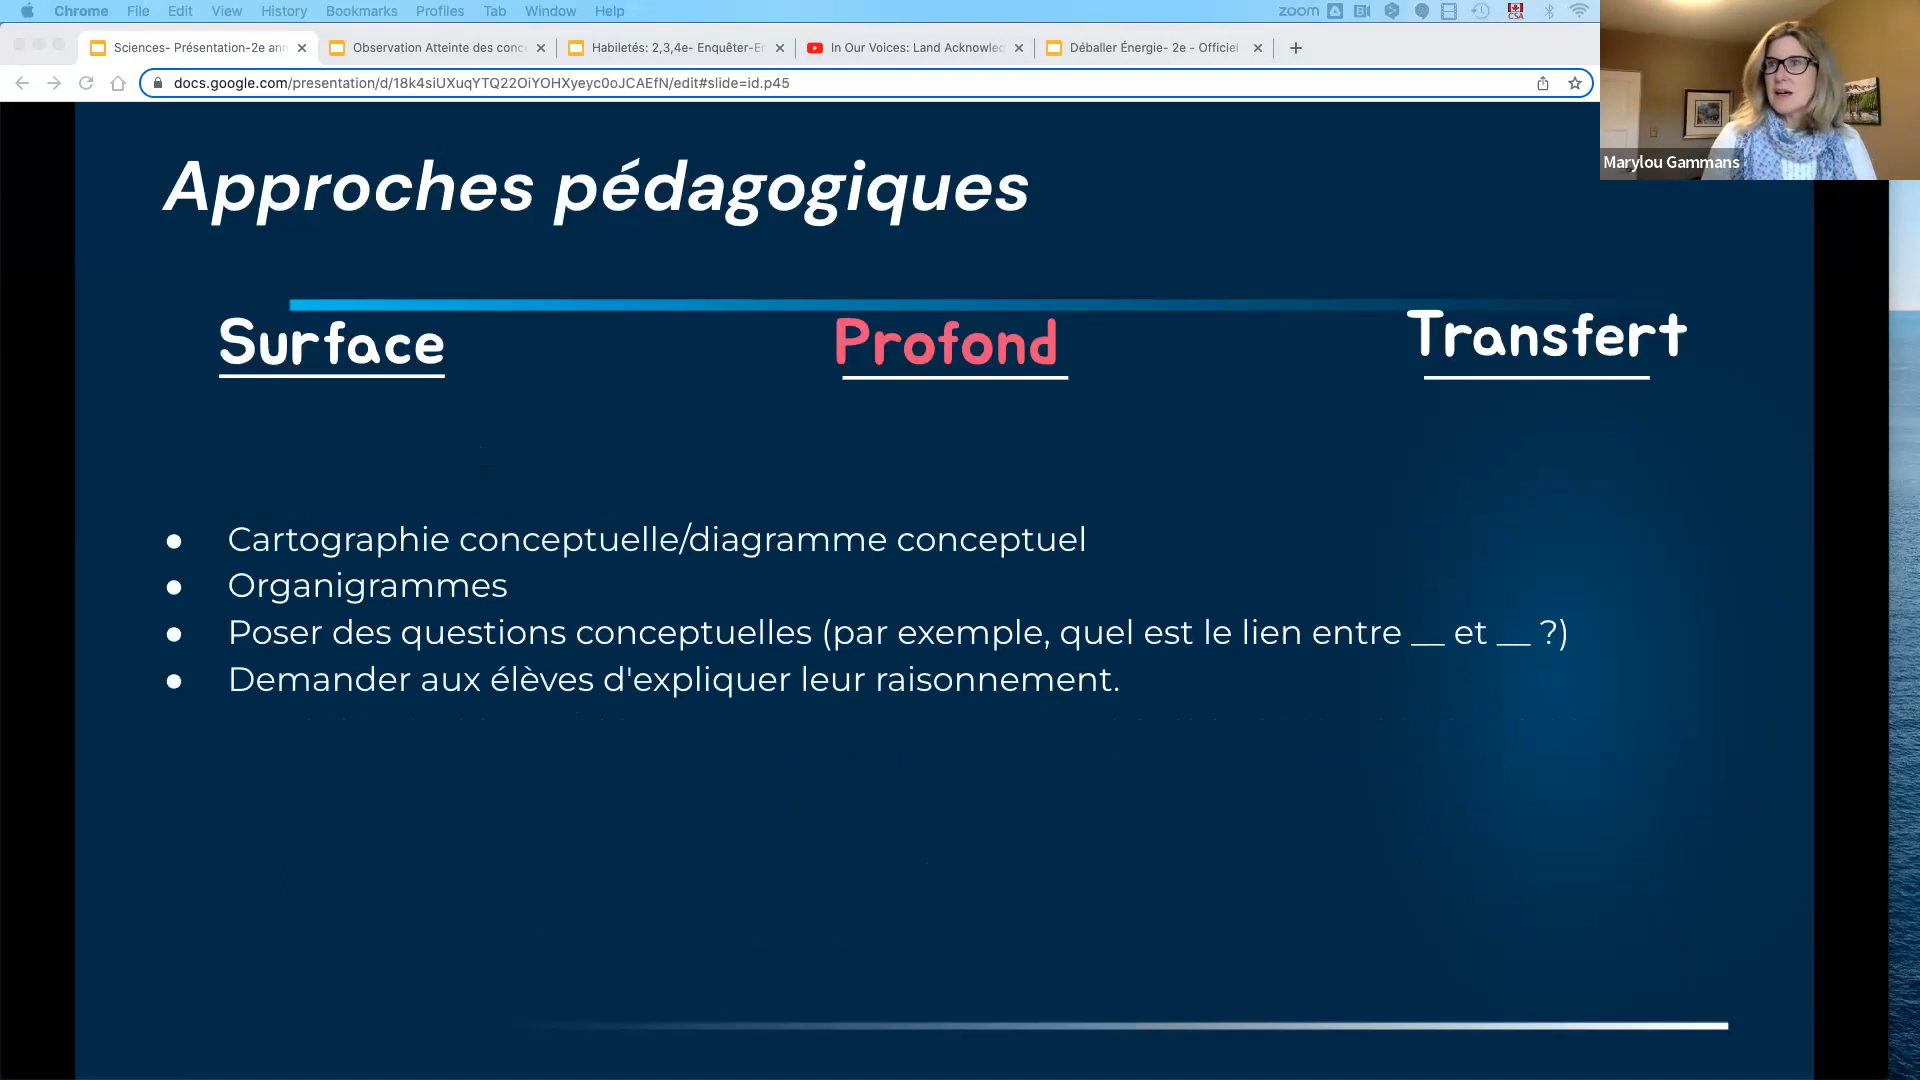 Chrome File Edit View History Bookmarks Profiles Tab Window Help zoom CSA
Sciences- Présentation-2e ann Observation Atteinte des conc Habiletés: 2,3,4e- Enquêter-E In Our Voices: Land Acknowled Déballer Énergie- 2e - Officiel
docs.google.com/presentation/d/18k4siUXuqYTQ22OiYOHXyeyc0oJCAEfN/edit#slide=id.p45
Marylou Gammans
Approches pédagogiques
Surface Profond Transfert
● Cartographie conceptuelle/diagramme conceptuel
● Organigrammes
● Poser des questions conceptuelles (par exemple, quel est le lien entre __ et __ ?)
● Demander aux élèves d'expliquer leur raisonnement.